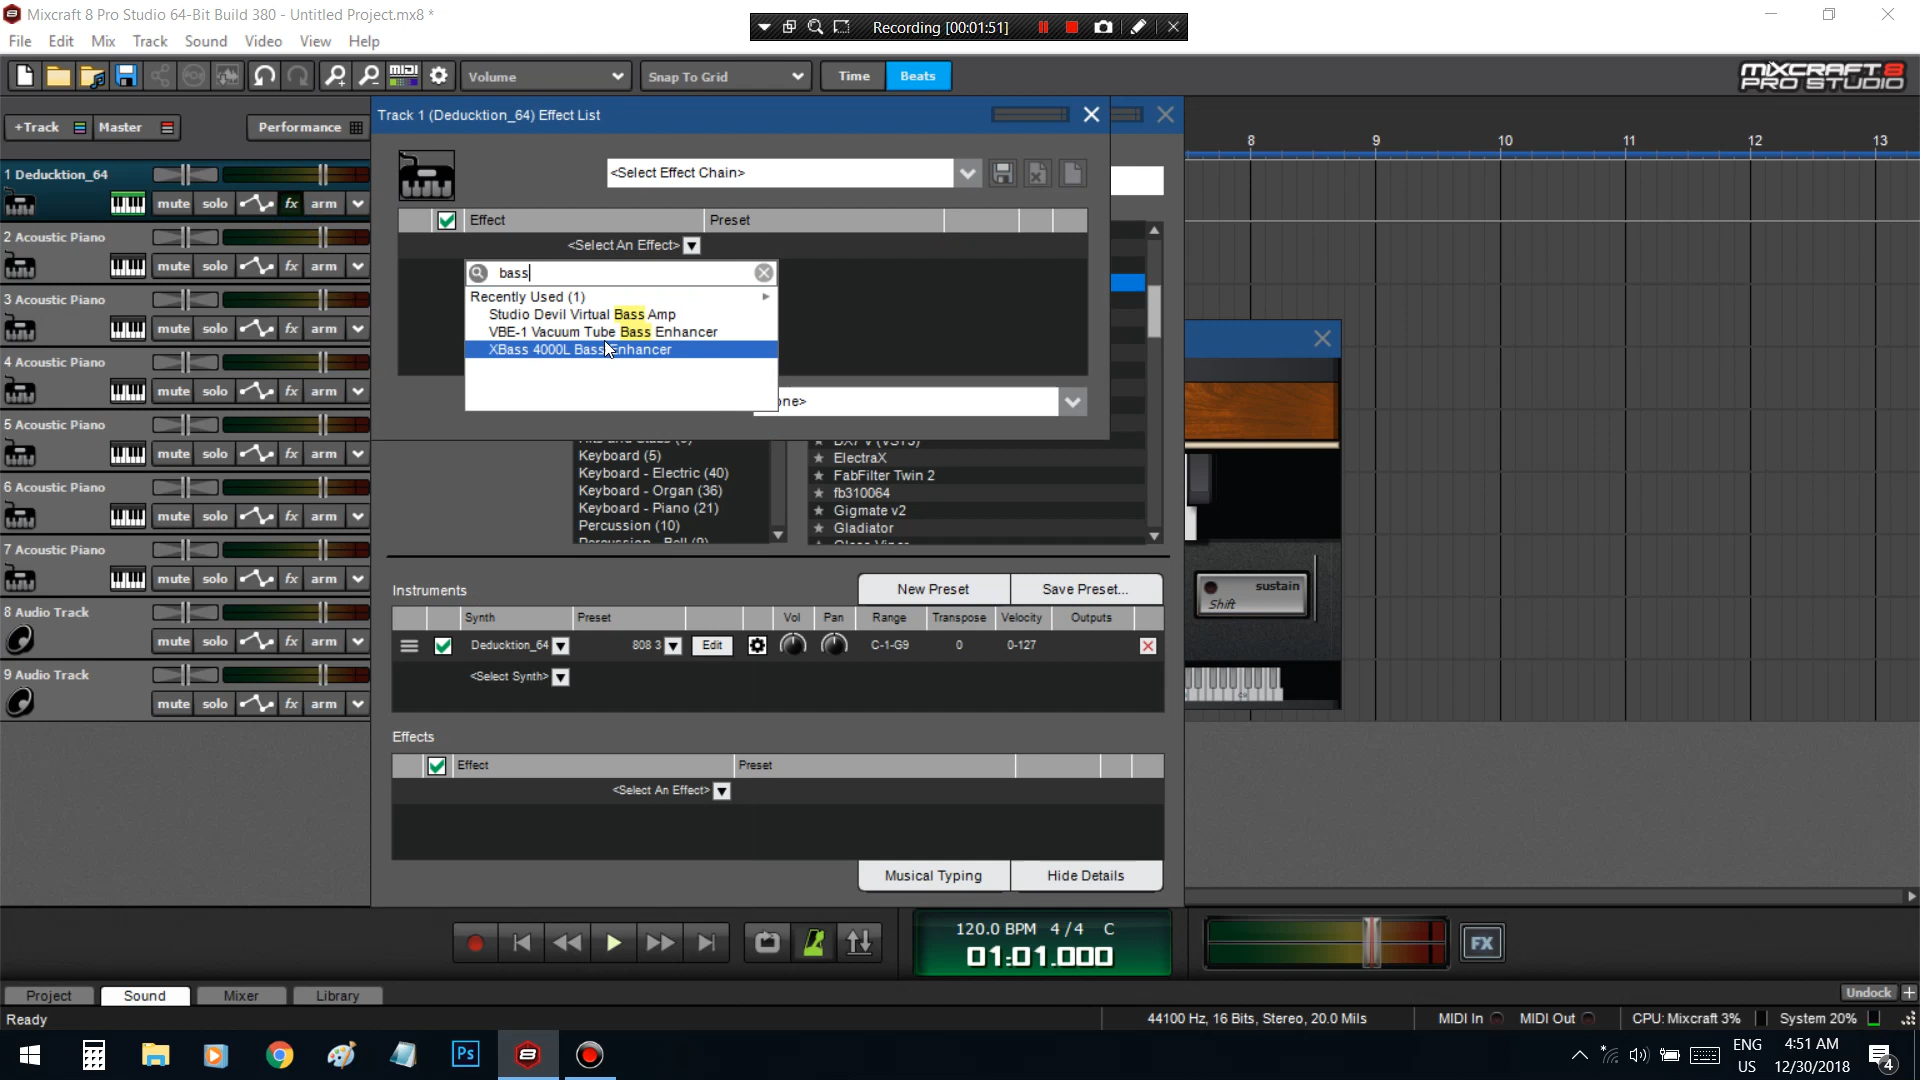 Mixcraft 8 Pro Studio 64-Bit Build 380 - Untitled Project.mx8 *
Recording [00:01:51]
File Edit Mix Track Sound Video View Help
MIDI
Volume
Snap To Grid
Time
Beats
MIXCRAFT 8
PRO STUDIO
+Track
Master
Performance
Track 1 (Deducktion_64) Effect List
<Select Effect Chain>
8 9 10 11 12 13
1 Deducktion_64
mute solo fx arm
2 Acoustic Piano
mute solo fx arm
3 Acoustic Piano
mute solo fx arm
4 Acoustic Piano
mute solo fx arm
5 Acoustic Piano
mute solo fx arm
6 Acoustic Piano
mute solo fx arm
7 Acoustic Piano
mute solo fx arm
8 Audio Track
mute solo fx arm
9 Audio Track
mute solo fx arm
Effect Preset
<Select An Effect>
bass
Recently Used (1)
Studio Devil Virtual Bass Amp
VBE-1 Vacuum Tube Bass Enhancer
XBass 4000L Bass Enhancer
Keyboard (5)
Keyboard - Electric (40)
Keyboard - Organ (36)
Keyboard - Piano (21)
Percussion (10)
ElectraX
FabFilter Twin 2
fb310064
Gigmate v2
Gladiator
sustain
Shift
Instruments
New Preset
Save Preset...
Synth Preset Vol Pan Range Transpose Velocity Outputs
Deducktion_64 808 3 Edit C-1-G9 0 0-127
<Select Synth>
Effects
Effect Preset
<Select An Effect>
Musical Typing
Hide Details
120.0 BPM 4/4 C
01:01.000
FX
Project Sound Mixer Library
Undock
Ready
44100 Hz, 16 Bits, Stereo, 20.0 Mils
MIDI In
MIDI Out
CPU: Mixcraft 3%
System 20%
Ps
8
ENG
US
4:51 AM
12/30/2018
4